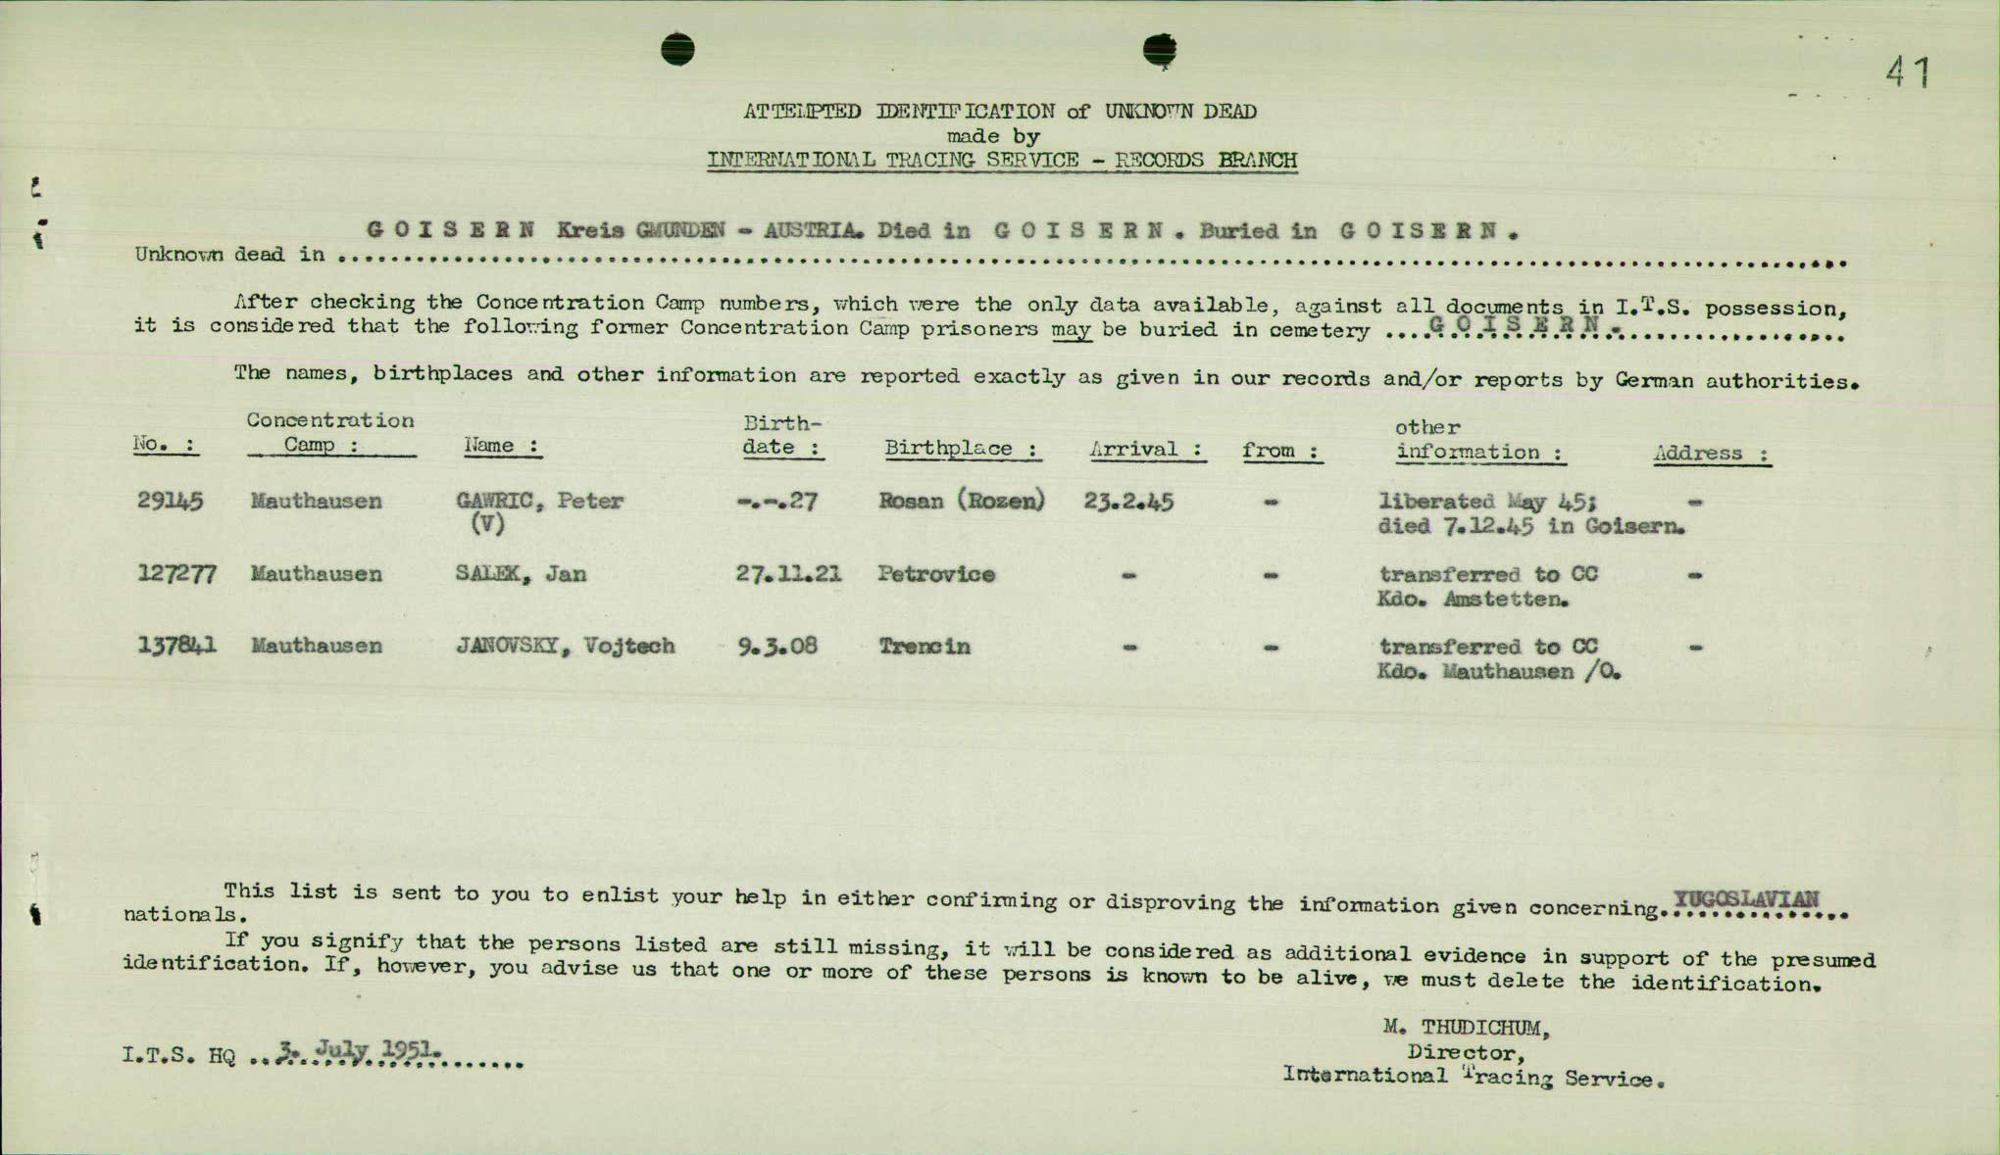 41
ATTEMPTED IDENTIFICATION of UNKNOWN DEAD
made by
INTERNATIONAL TRACING SERVICE - RECORDS BRANCH
G O I S E R N Kreis GMUNDEN - AUSTRIA. Died in G O I S E R N . Buried in G O I S E R N .
Unknown dead in ........................................
After checking the Concentration Camp numbers, which were the only data available, against all documents in I.T.S. possession,
it is considered that the following former Concentration Camp prisoners may be buried in cemetery ....G O I S E R N. ....................
The names, birthplaces and other information are reported exactly as given in our records and/or reports by German authorities.
No. : Concentration Camp : Name : Birth-date : Birthplace : Arrival : from : other information : Address :
29145 Mauthausen GAWRIC, Peter -.-.27 Rosan (Rozen) 23.2.45 - liberated May 45; -
(V) died 7.12.45 in Goisern.
127277 Mauthausen SALEK, Jan 27.11.21 Petrovice - - transferred to CC -
Kdo. Amstetten.
137841 Mauthausen JANOVSKY, Vojtech 9.3.08 Trencin - - transferred to CC -
Kdo. Mauthausen /O.
This list is sent to you to enlist your help in either confirming or disproving the information given concerning. YUGOSLAVIAN ..
nationals.
If you signify that the persons listed are still missing, it will be considered as additional evidence in support of the presumed
identification. If, however, you advise us that one or more of these persons is known to be alive, we must delete the identification.
M. THUDICHUM,
Director,
I.T.S. HQ ..3. July 1951.......
International Tracing Service.